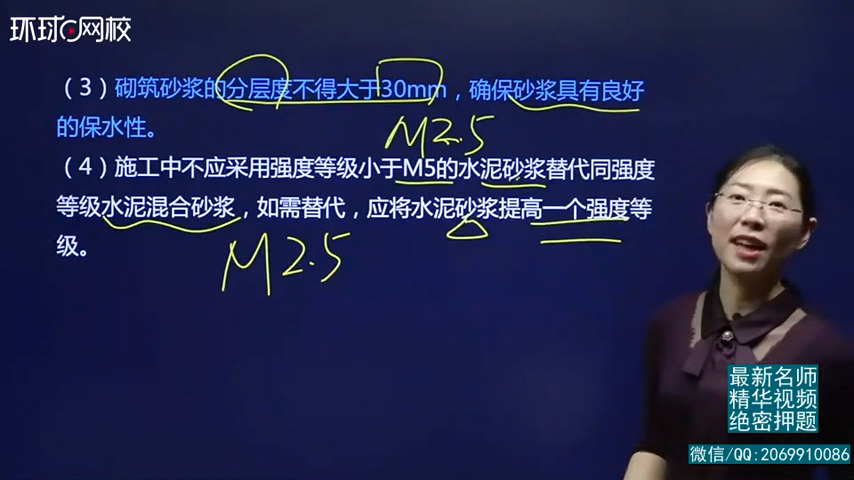 环球网校
（3）砌筑砂浆的分层度不得大于30mm，确保砂浆具有良好
的保水性。
M2.5
（4）施工中不应采用强度等级小于M5的水泥砂浆替代同强度
等级水泥混合砂浆，如需替代，应将水泥砂浆提高一个强度等
级。
M2.5
最新名师
精华视频
绝密押题
微信/QQ:2069910086